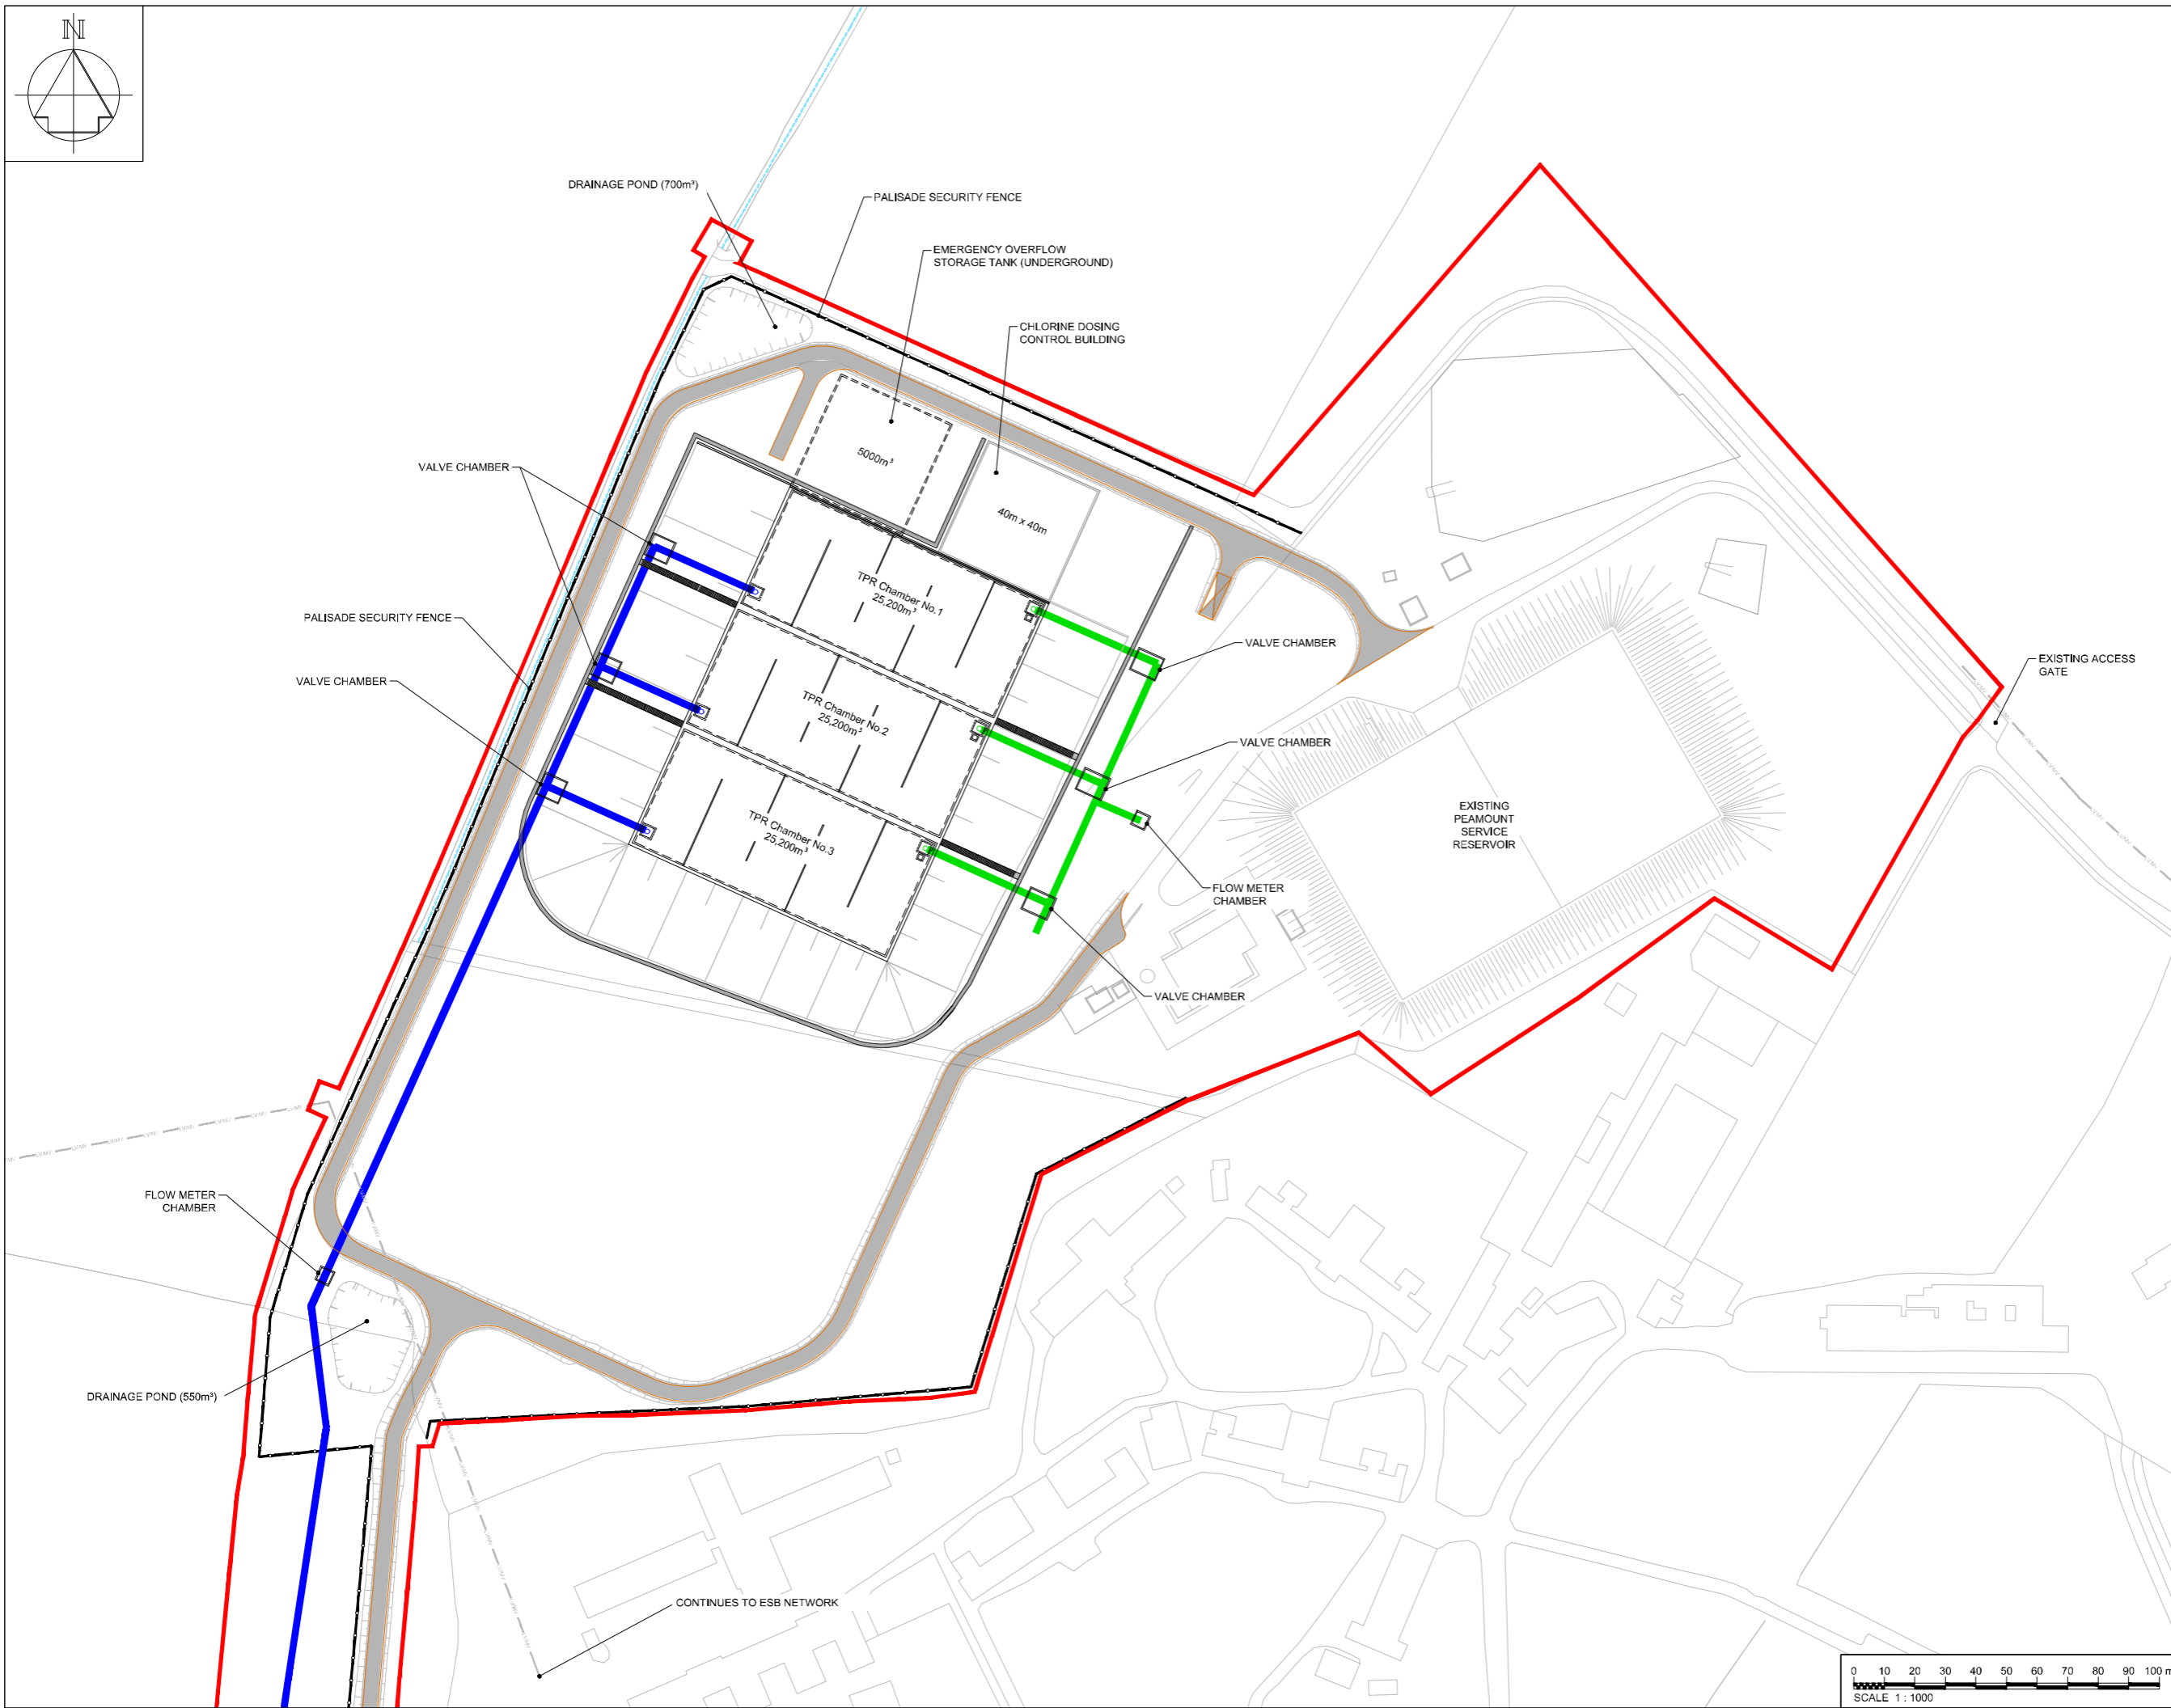 N
DRAINAGE POND (700m³)
PALISADE SECURITY FENCE
EMERGENCY OVERFLOW
STORAGE TANK (UNDERGROUND)
CHLORINE DOSING
CONTROL BUILDING
VALVE CHAMBER
5000m³
40m x 40m
TPR Chamber No.1
25,200m³
PALISADE SECURITY FENCE
VALVE CHAMBER
EXISTING ACCESS
GATE
VALVE CHAMBER
TPR Chamber No.2
25,200m³
VALVE CHAMBER
EXISTING
PEAMOUNT
SERVICE
RESERVOIR
TPR Chamber No.3
25,200m³
FLOW METER
CHAMBER
VALVE CHAMBER
FLOW METER
CHAMBER
DRAINAGE POND (550m³)
CONTINUES TO ESB NETWORK
0 10 20 30 40 50 60 70 80 90 100 m
SCALE 1 : 1000